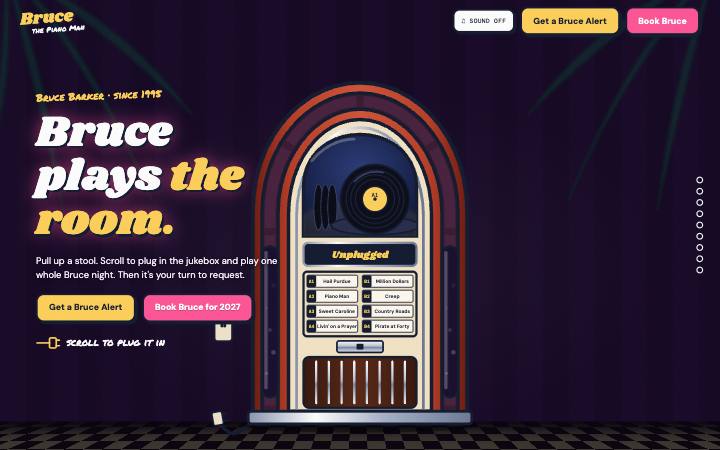 Bruce
the Piano Man
♫ SOUND OFF
Get a Bruce Alert
Book Bruce
Bruce Barker · since 1995
Bruce
plays the
room.
Pull up a stool. Scroll to plug in the jukebox and play one
whole Bruce night. Then it's your turn to request.
Get a Bruce Alert
Book Bruce for 2027
Scroll to plug it in
A1
Unplugged
A1 Hail Purdue
B1 Million Dollars
A2 Piano Man
B2 Creep
A3 Sweet Caroline
B3 Country Roads
A4 Livin' on a Prayer
B4 Pirate at Forty